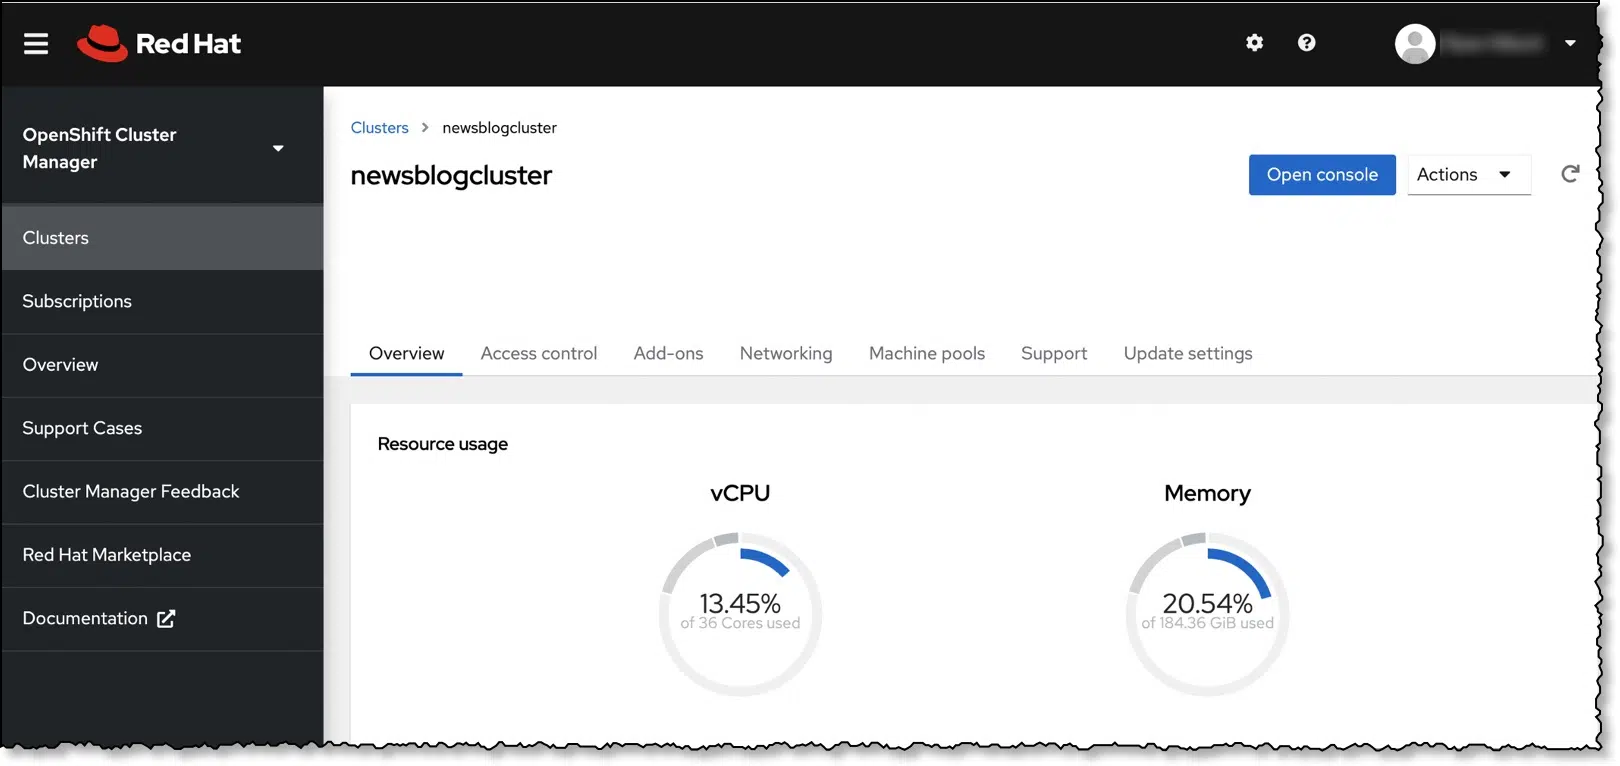 Red Hat
OpenShift Cluster
Manager
Clusters
Subscriptions
Overview
Support Cases
Cluster Manager Feedback
Red Hat Marketplace
Documentation
Clusters > newsblogcluster
newsblogcluster
Open console
Actions
Overview Access control Add-ons Networking Machine pools Support Update settings
Resource usage
vCPU
13.45%
of 36 Cores used
Memory
20.54%
of 184.36 GiB used